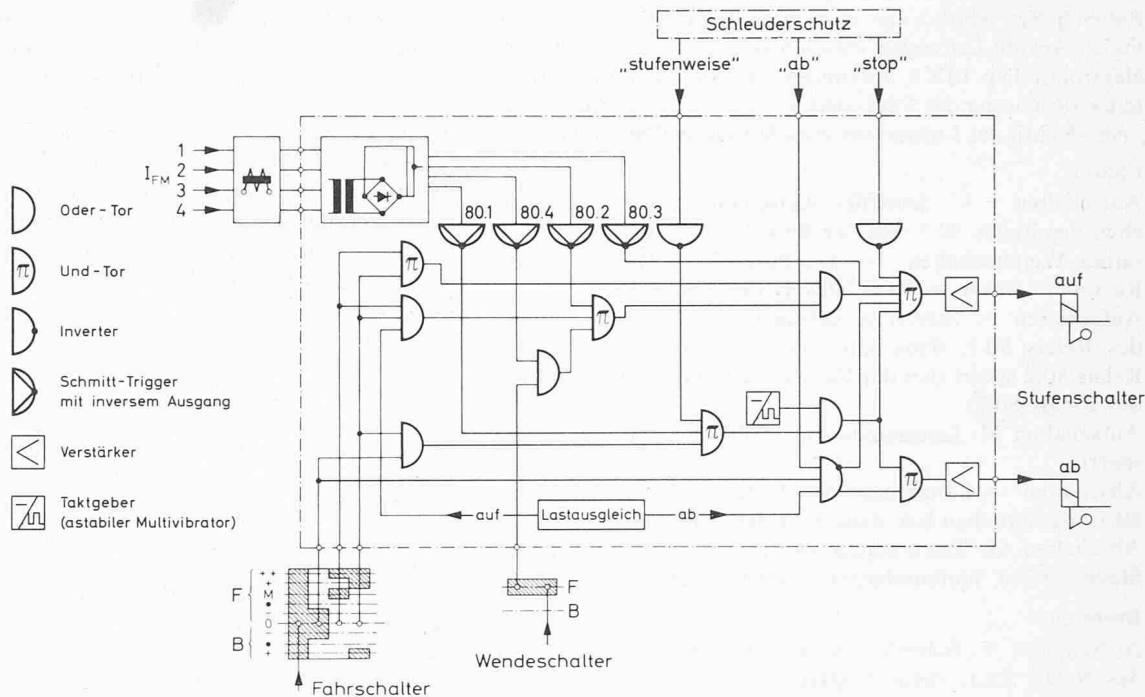 Schleuderschutz
„stufenweise" „ab" „stop"
1
I_FM 2
3
4
80.1 80.4 80.2 80.3
Oder-Tor
π Und-Tor
Inverter
Schmitt-Trigger
mit inversem Ausgang
< Verstärker
Taktgeber
(astabiler Multivibrator)
π
π
π
π
π
<
<
auf
Stufenschalter
ab
auf Lastausgleich ab
F
++
+
M
•
0
B
•
+
Fahrschalter
F
B
Wendeschalter